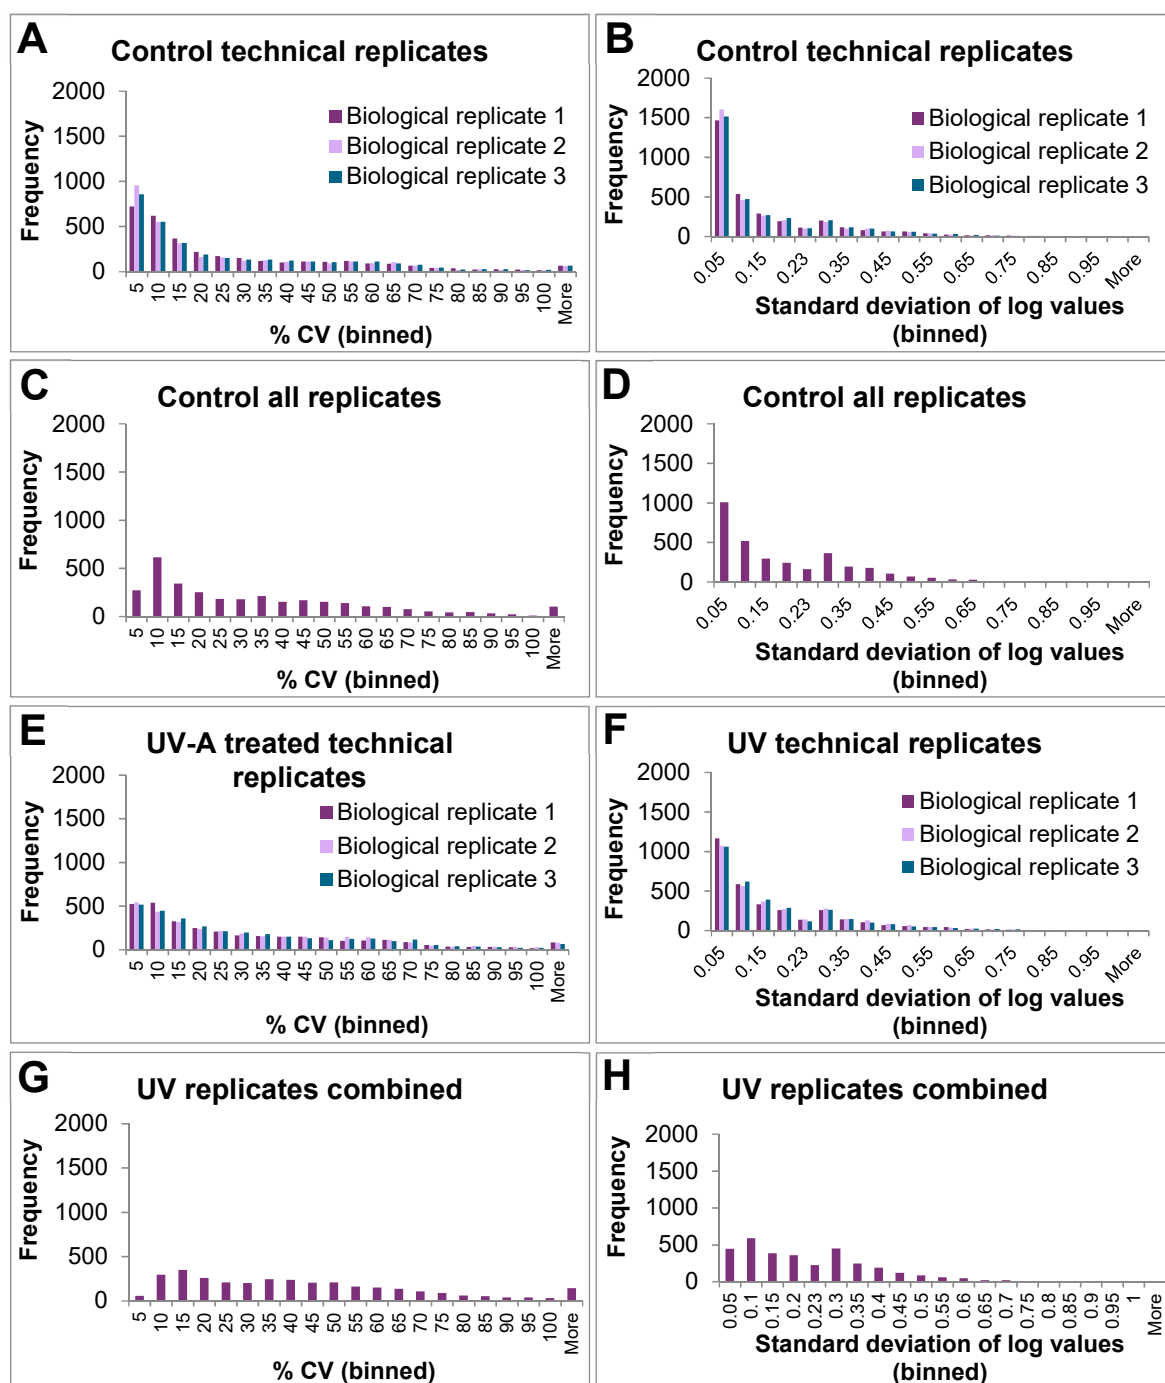 A
Control technical replicates
2000
1500
1000
500
0
Frequency
Biological replicate 1
Biological replicate 2
Biological replicate 3
5 10 15 20 25 30 35 40 45 50 55 60 65 70 75 80 85 90 95 100 More
% CV (binned)
B
Control technical replicates
2000
1500
1000
500
0
Frequency
Biological replicate 1
Biological replicate 2
Biological replicate 3
0.05 0.15 0.23 0.35 0.45 0.55 0.65 0.75 0.85 0.95 More
Standard deviation of log values
(binned)
C
Control all replicates
2000
1500
1000
500
0
Frequency
5 10 15 20 25 30 35 40 45 50 55 60 65 70 75 80 85 90 95 100 More
% CV (binned)
D
Control all replicates
2000
1500
1000
500
0
Frequency
0.05 0.15 0.23 0.35 0.45 0.55 0.65 0.75 0.85 0.95 More
Standard deviation of log values
(binned)
E
UV-A treated technical
replicates
2000
1500
1000
500
0
Frequency
Biological replicate 1
Biological replicate 2
Biological replicate 3
5 10 15 20 25 30 35 40 45 50 55 60 65 70 75 80 85 90 95 100 More
% CV (binned)
F
UV technical replicates
2000
1500
1000
500
0
Frequency
Biological replicate 1
Biological replicate 2
Biological replicate 3
0.05 0.15 0.23 0.35 0.45 0.55 0.65 0.75 0.85 0.95 More
Standard deviation of log values
(binned)
G
UV replicates combined
2000
1500
1000
500
0
Frequency
5 10 15 20 25 30 35 40 45 50 55 60 65 70 75 80 85 90 95 100 More
% CV (binned)
H
UV replicates combined
2000
1500
1000
500
0
Frequency
0.05 0.1 0.15 0.2 0.23 0.3 0.35 0.4 0.45 0.5 0.55 0.6 0.65 0.7 0.75 0.8 0.85 0.9 0.95 1 More
Standard deviation of log values
(binned)